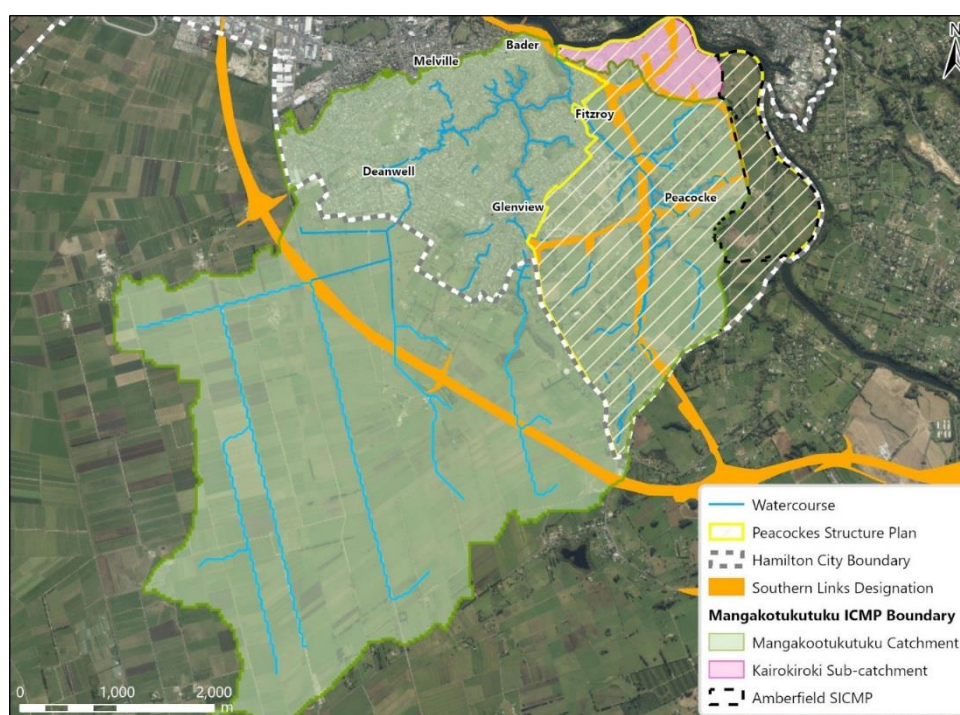 N
Bader
Melville
Fitzroy
Deanwell
Peacocke
Glenview
Watercourse
Peacockes Structure Plan
Hamilton City Boundary
Southern Links Designation
Mangakotukutuku ICMP Boundary
Mangakootukutuku Catchment
Kairokiroki Sub-catchment
Amberfield SICMP
0 1,000 2,000
m